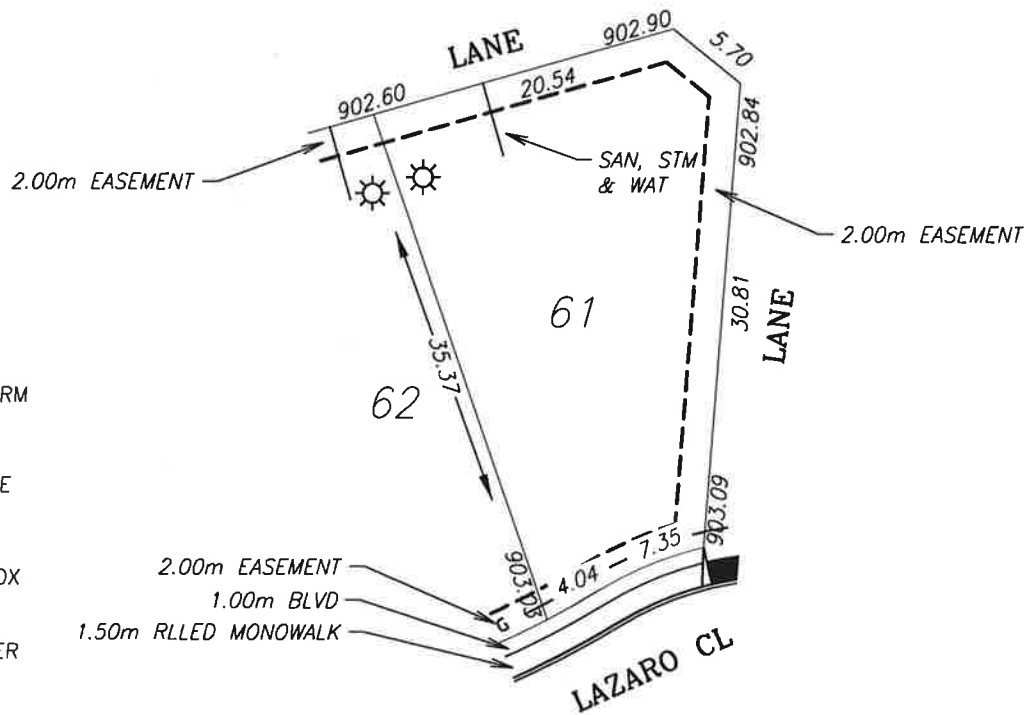 LANE
902.90
5.70
902.60
20.54
902.84
2.00m EASEMENT
SAN, STM
& WAT
2.00m EASEMENT
61
30.81
LANE
35.37
62
RM
E
903.09
7.35
903.03
4.04
OX
2.00m EASEMENT
G
1.00m BLVD
1.50m RLLED MONOWALK
ER
LAZARO CL